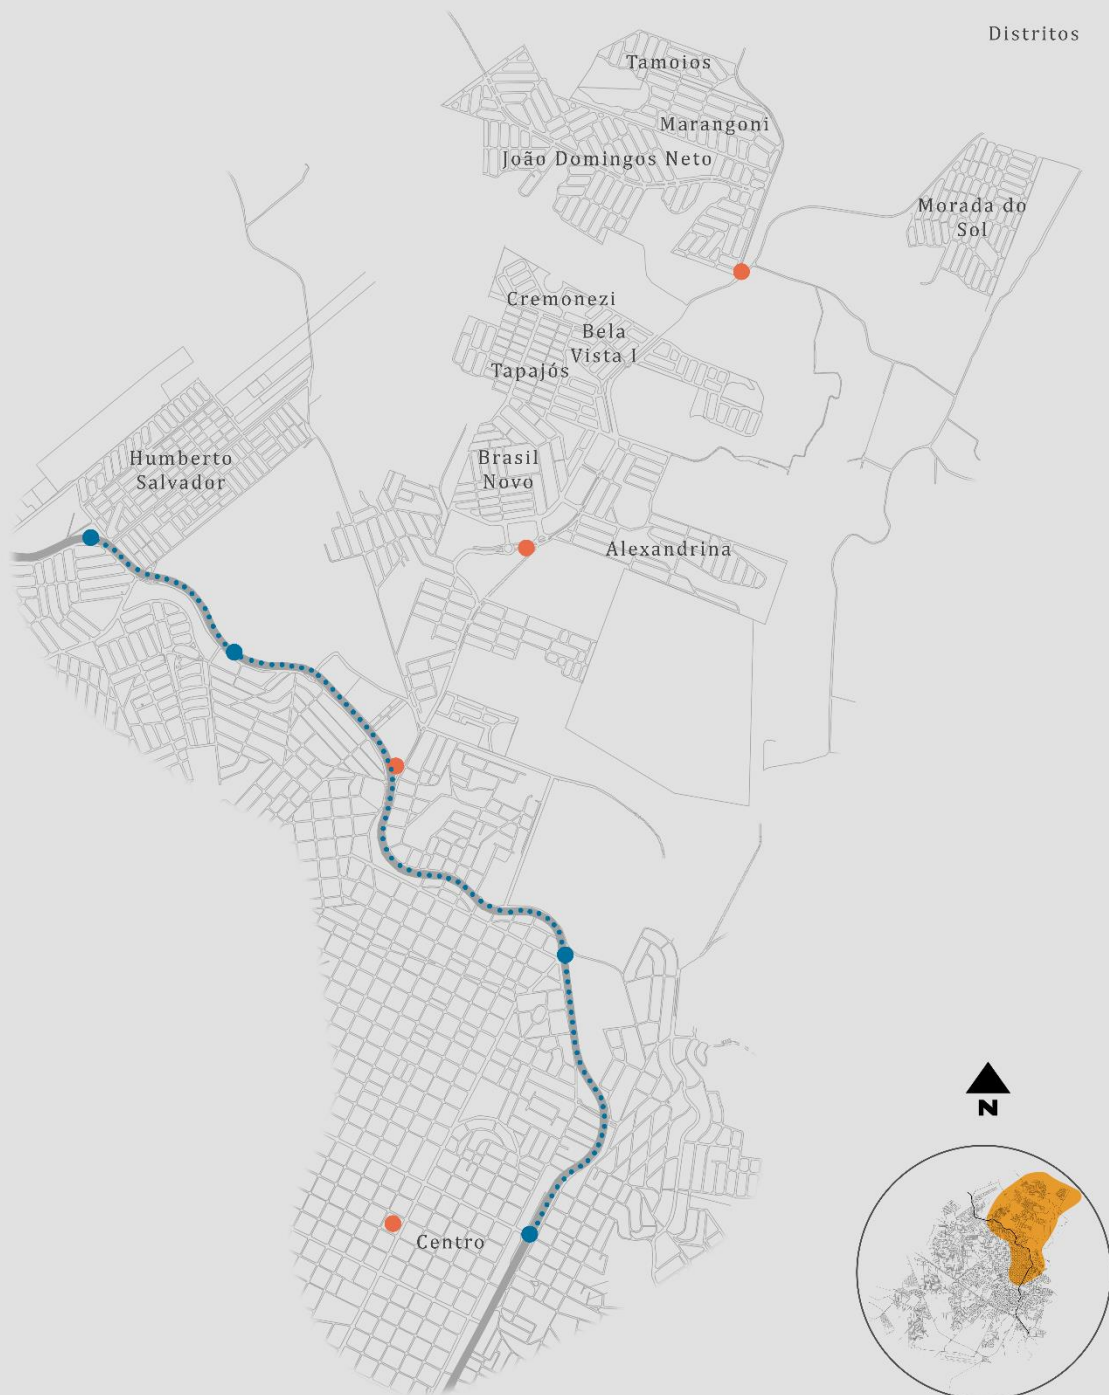 Distritos
Tamoios
Marangoni
João Domingos Neto
Morada do
Sol
Cremonezi
Bela
Vista I
Tapajós
Humberto
Salvador
Brasil
Novo
Alexandrina
Centro
N